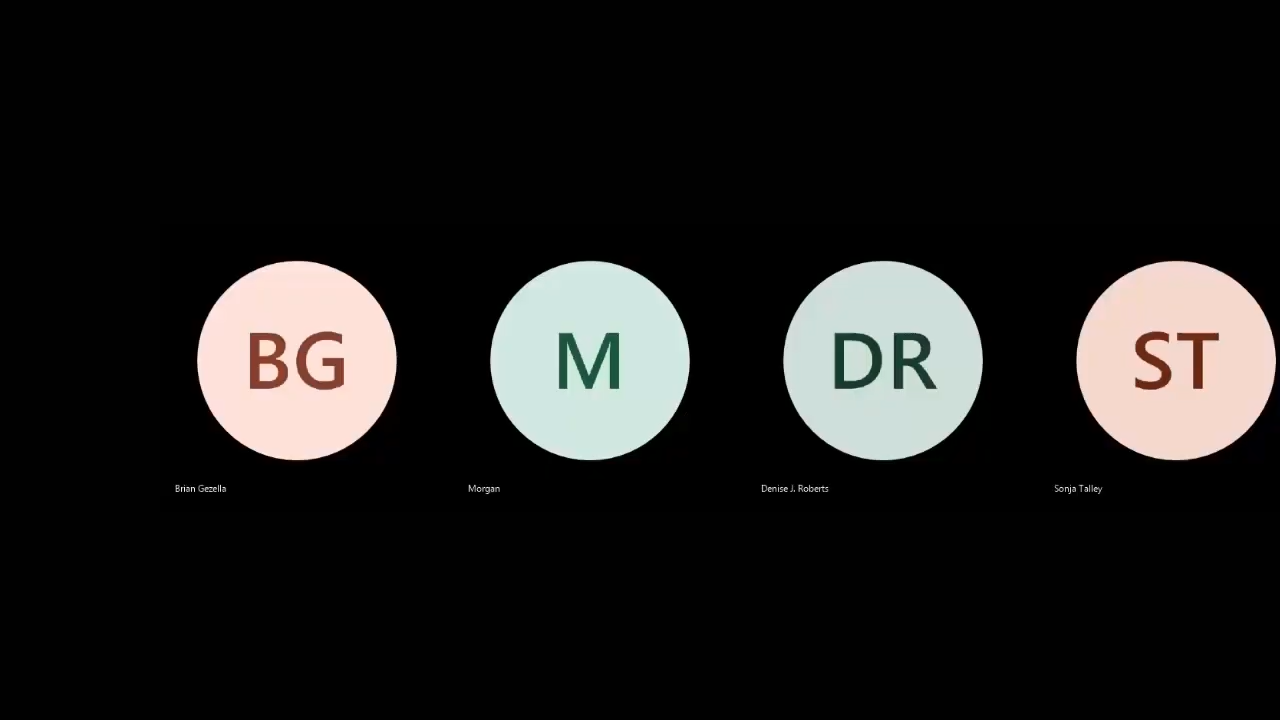 BG
M
DR
ST
Brian Gezella
Morgan
Denise J. Roberts
Sonja Talley